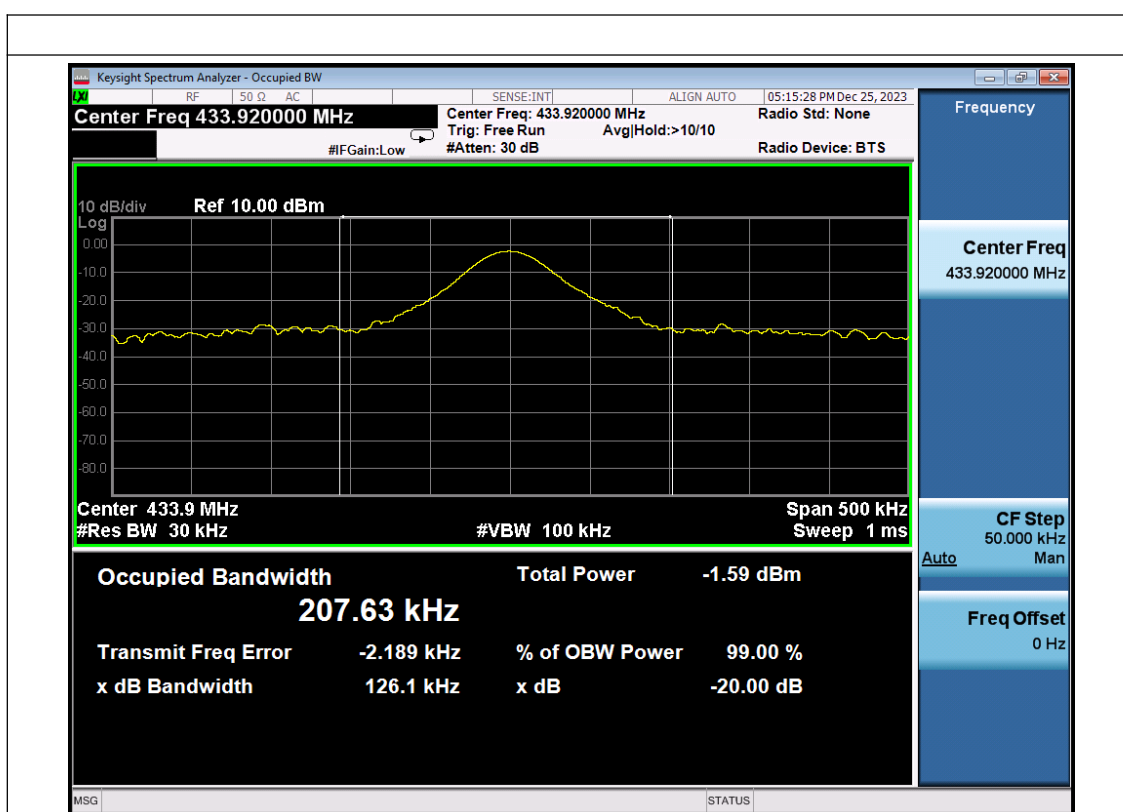 Keysight Spectrum Analyzer - Occupied BW
LXI RF 50 Ω AC SENSE:INT ALIGN AUTO 05:15:28 PM Dec 25, 2023
Center Freq 433.920000 MHz Center Freq: 433.920000 MHz Radio Std: None Frequency
Trig: Free Run Avg|Hold:>10/10
#IFGain:Low #Atten: 30 dB Radio Device: BTS
10 dB/div Ref 10.00 dBm
Log
0.00
-10.0
-20.0
-30.0
-40.0
-50.0
-60.0
-70.0
-80.0
Center 433.9 MHz Span 500 kHz
#Res BW 30 kHz #VBW 100 kHz Sweep 1 ms
Occupied Bandwidth Total Power -1.59 dBm
207.63 kHz
Transmit Freq Error -2.189 kHz % of OBW Power 99.00 %
x dB Bandwidth 126.1 kHz x dB -20.00 dB
Center Freq
433.920000 MHz
CF Step
50.000 kHz
Auto Man
Freq Offset
0 Hz
MSG STATUS